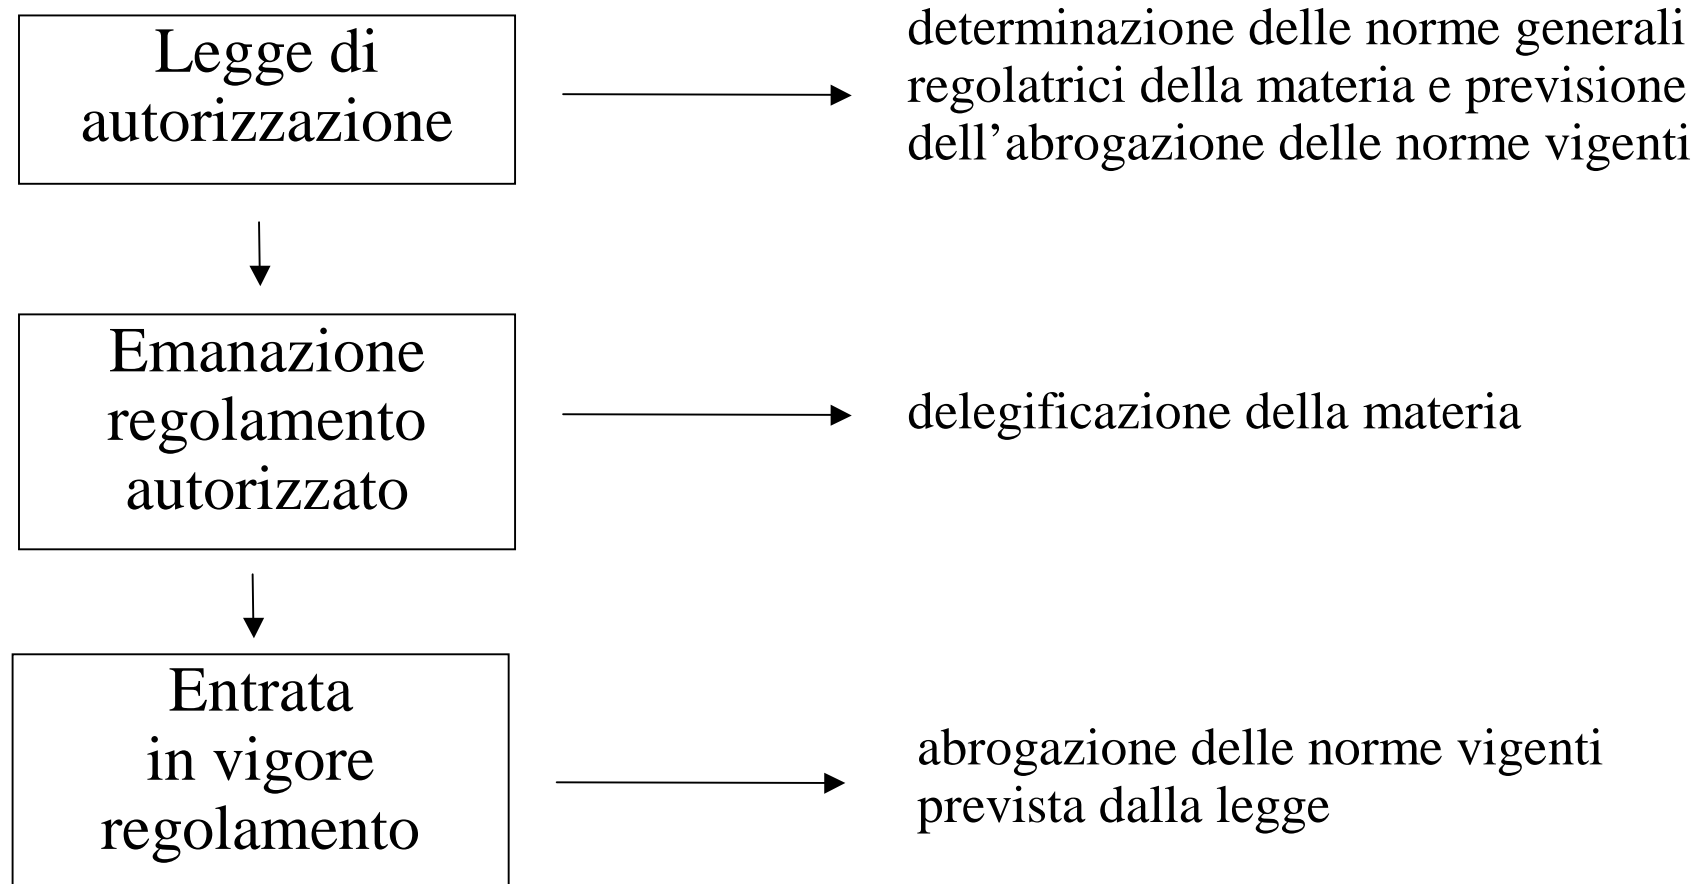 Legge di
autorizzazione
determinazione delle norme generali
regolatrici della materia e previsione
dell’abrogazione delle norme vigenti
Emanazione
regolamento
autorizzato
delegificazione della materia
Entrata
in vigore
regolamento
abrogazione delle norme vigenti
prevista dalla legge